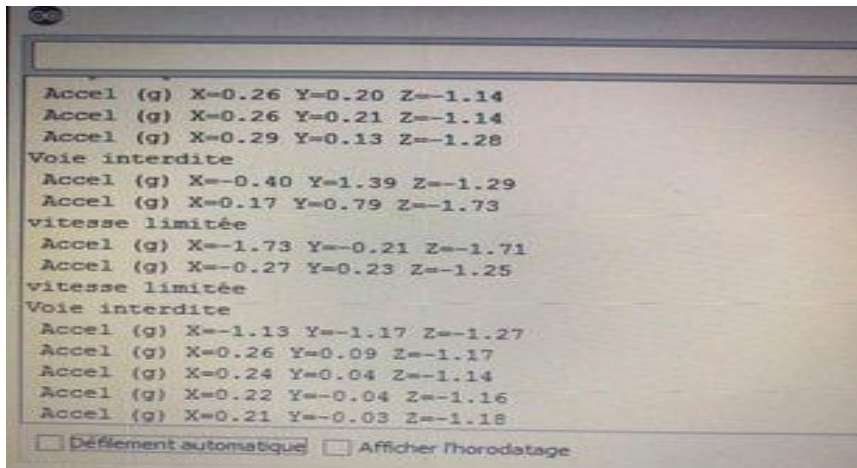 Accel (g) X=0.26 Y=0.20 Z=-1.14
Accel (g) X=0.26 Y=0.21 Z=-1.14
Accel (g) X=0.29 Y=0.13 Z=-1.28
Voie interdite
Accel (g) X=-0.40 Y=1.39 Z=-1.29
Accel (g) X=0.17 Y=0.79 Z=-1.73
vitesse limitée
Accel (g) X=-1.73 Y=-0.21 Z=-1.71
Accel (g) X=-0.27 Y=0.23 Z=-1.25
vitesse limitée
Voie interdite
Accel (g) X=-1.13 Y=-1.17 Z=-1.27
Accel (g) X=0.26 Y=0.09 Z=-1.17
Accel (g) X=0.24 Y=0.04 Z=-1.14
Accel (g) X=0.22 Y=-0.04 Z=-1.16
Accel (g) X=0.21 Y=-0.03 Z=-1.18
Défilement automatique Afficher l'horodatage